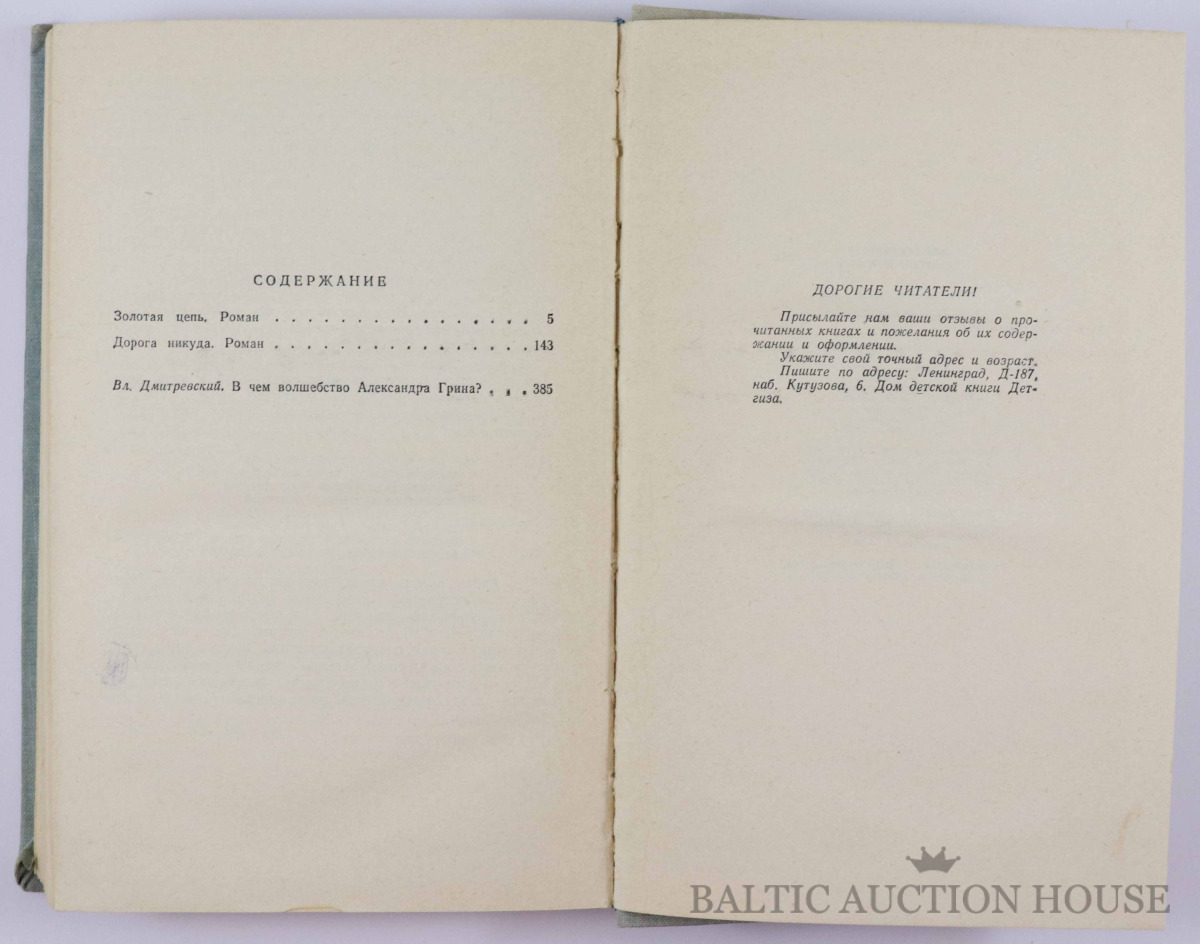 СОДЕРЖАНИЕ
Золотая цепь. Роман . . . . . . . . . . . . . . . . 5
Дорога никуда. Роман . . . . . . . . . . . . . . . . 143
Вл. Дмитревский. В чем волшебство Александра Грина? . . . 385
ДОРОГИЕ ЧИТАТЕЛИ!
Присылайте нам ваши отзывы о про-
читанных книгах и пожелания об их содер-
жании и оформлении.
Укажите свой точный адрес и возраст.
Пишите по адресу: Ленинград, Д-187,
наб. Кутузова, 6. Дом детской книги Дет-
гиза.
BALTIC AUCTION HOUSE